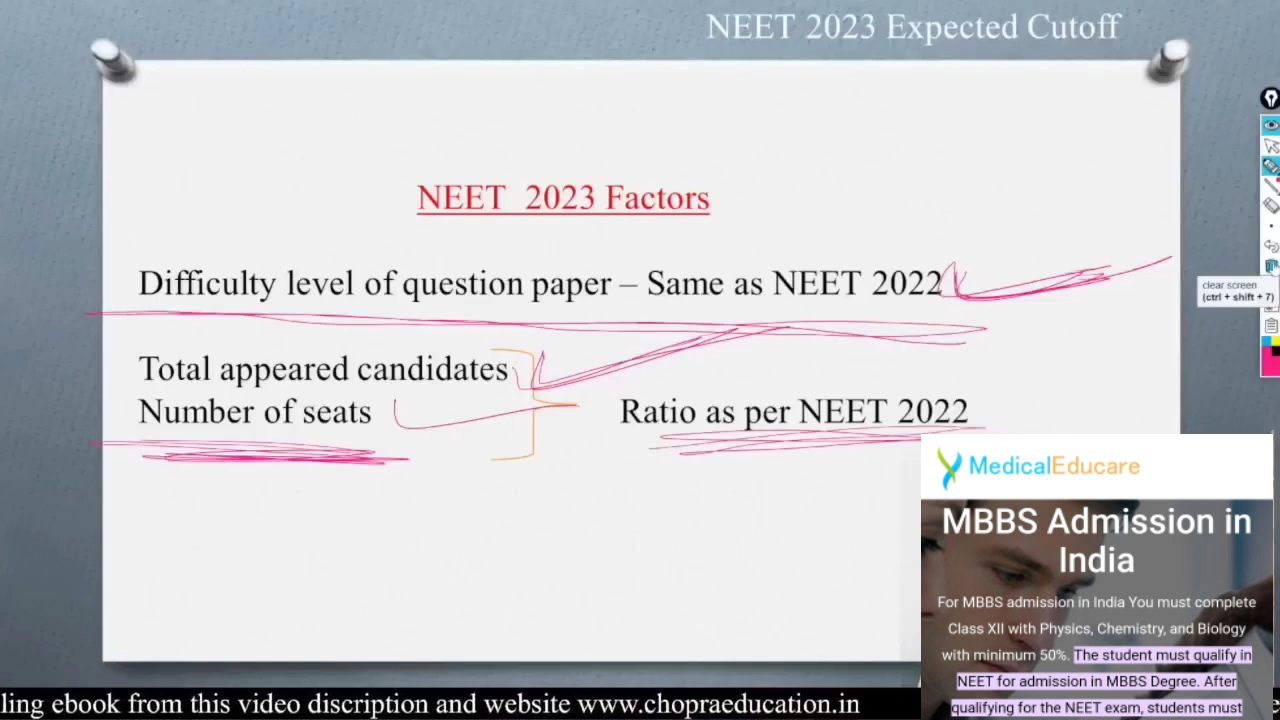 NEET 2023 Expected Cutoff
NEET 2023 Factors
Difficulty level of question paper – Same as NEET 2022
clear screen
(ctrl + shift + 7)
Total appeared candidates
Number of seats
Ratio as per NEET 2022
MedicalEducare
MBBS Admission in
India
For MBBS admission in India You must complete
Class XII with Physics, Chemistry, and Biology
with minimum 50%. The student must qualify in
NEET for admission in MBBS Degree. After
qualifying for the NEET exam, students must
ling ebook from this video discription and website www.chopraeducation.in